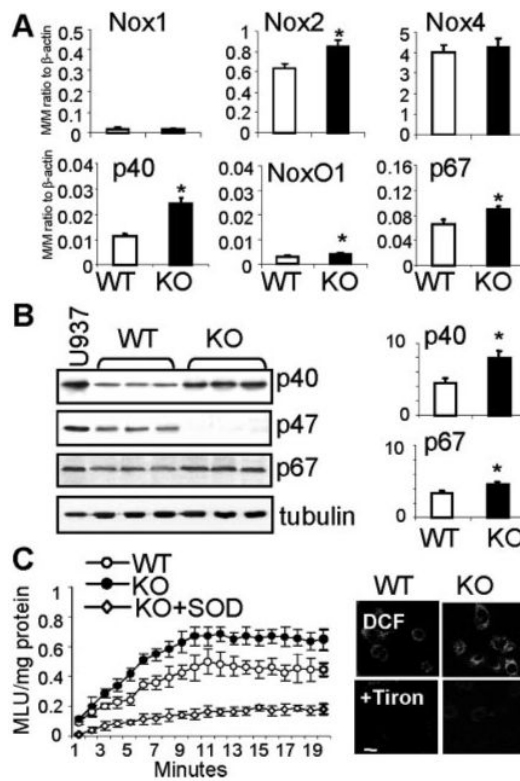 A
Nox1
Nox2
Nox4
M/M ratio to β-actin
0.5
0.4
0.3
0.2
0.1
0
1
0.8
0.6
0.4
0.2
0
*
5
4
3
2
1
0
p40
NoxO1
p67
M/M ratio to β-actin
0.04
0.03
0.02
0.01
0
*
0.04
0.03
0.02
0.01
0
*
0.16
0.12
0.08
0.04
0
*
WT KO
WT KO
WT KO
B
U937
WT
KO
p40
p47
p67
tubulin
p40
10
5
0
*
p67
10
5
0
*
WT KO
C
WT
KO
KO+SOD
MLU/mg protein
1
0.8
0.6
0.4
0.2
0
1 3 5 7 9 11 13 15 17 19
Minutes
WT KO
DCF
+Tiron